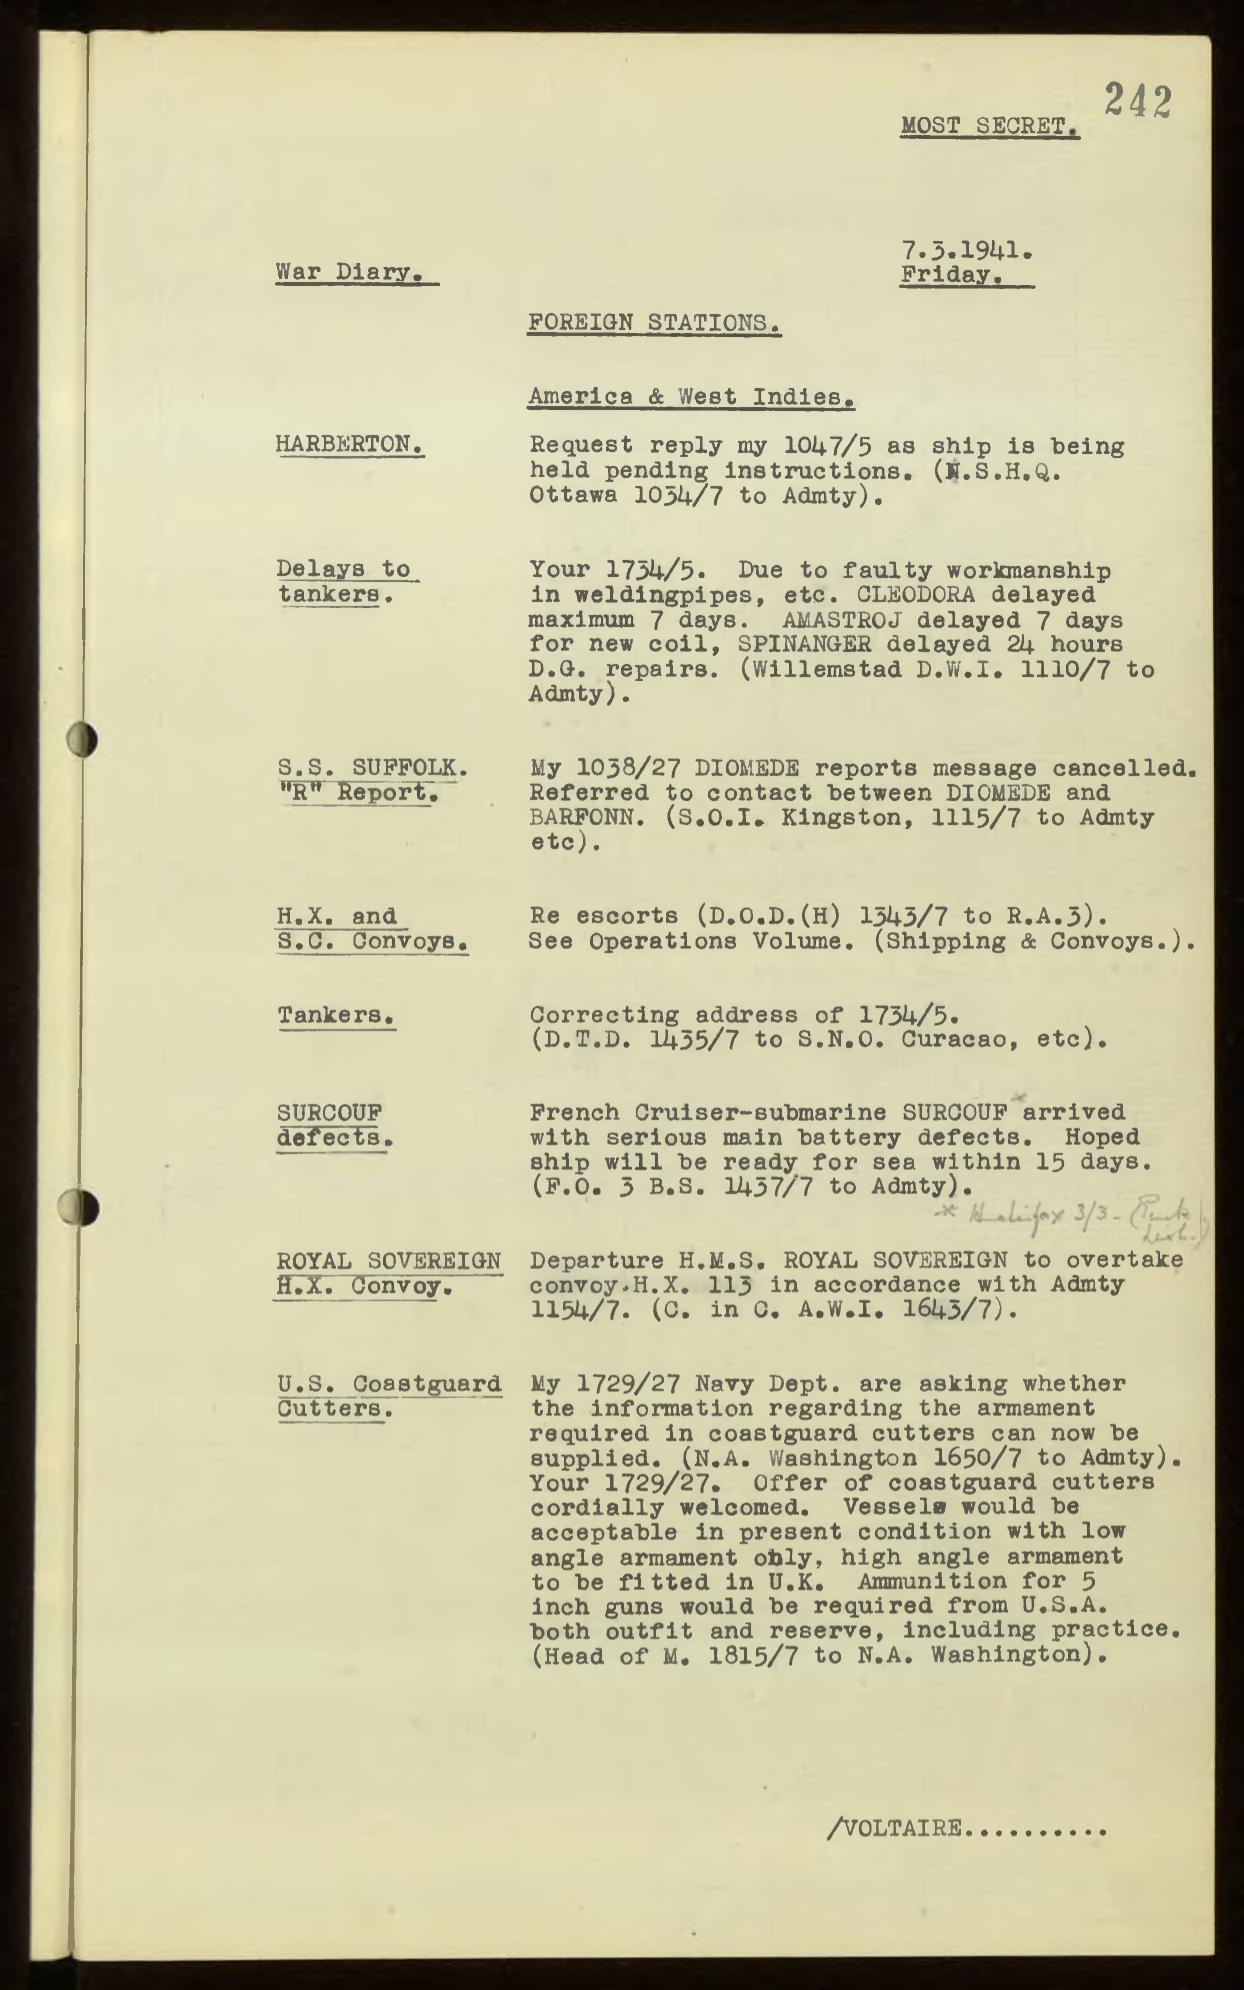 242
MOST SECRET.
7.3.1941.
War Diary.
Friday.
FOREIGN STATIONS.
America & West Indies.
HARBERTON. Request reply my 1047/5 as ship is being
held pending instructions. (N.S.H.Q.
Ottawa 1034/7 to Admty).
Delays to Your 1734/5. Due to faulty workmanship
tankers. in weldingpipes, etc. CLEODORA delayed
maximum 7 days. AMASTROJ delayed 7 days
for new coil, SPINANGER delayed 24 hours
D.G. repairs. (Willemstad D.W.I. 1110/7 to
Admty).
S.S. SUFFOLK. My 1038/27 DIOMEDE reports message cancelled.
"R" Report. Referred to contact between DIOMEDE and
BARFONN. (S.O.I. Kingston, 1115/7 to Admty
etc).
H.X. and Re escorts (D.O.D.(H) 1343/7 to R.A.3).
S.C. Convoys. See Operations Volume. (Shipping & Convoys.).
Tankers. Correcting address of 1734/5.
(D.T.D. 1435/7 to S.N.O. Curacao, etc).
SURCOUF French Cruiser-submarine SURCOUF * arrived
defects. with serious main battery defects. Hoped
ship will be ready for sea within 15 days.
(F.O. 3 B.S. 1437/7 to Admty).
* Halifax 3/3 - (Pink
List.)
ROYAL SOVEREIGN Departure H.M.S. ROYAL SOVEREIGN to overtake
H.X. Convoy. convoy.H.X. 113 in accordance with Admty
1154/7. (C. in C. A.W.I. 1643/7).
U.S. Coastguard My 1729/27 Navy Dept. are asking whether
Cutters. the information regarding the armament
required in coastguard cutters can now be
supplied. (N.A. Washington 1650/7 to Admty).
Your 1729/27. Offer of coastguard cutters
cordially welcomed. Vessels would be
acceptable in present condition with low
angle armament obly, high angle armament
to be fitted in U.K. Ammunition for 5
inch guns would be required from U.S.A.
both outfit and reserve, including practice.
(Head of M. 1815/7 to N.A. Washington).
/VOLTAIRE..........